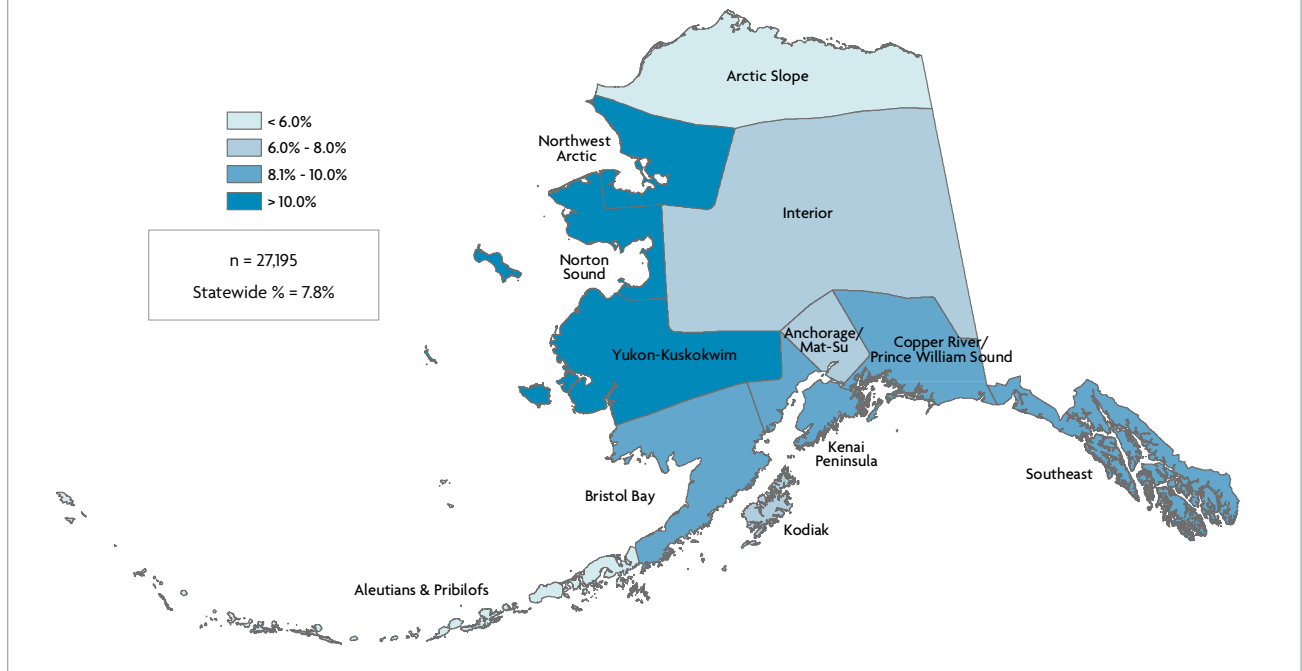 Arctic Slope
< 6.0%
6.0% - 8.0%
8.1% - 10.0%
> 10.0%
Northwest
Arctic
Interior
n = 27,195
Statewide % = 7.8%
Norton
Sound
Anchorage/
Mat-Su
Copper River/
Prince William Sound
Yukon-Kuskokwim
Kenai
Peninsula
Southeast
Bristol Bay
Kodiak
Aleutians & Pribilofs